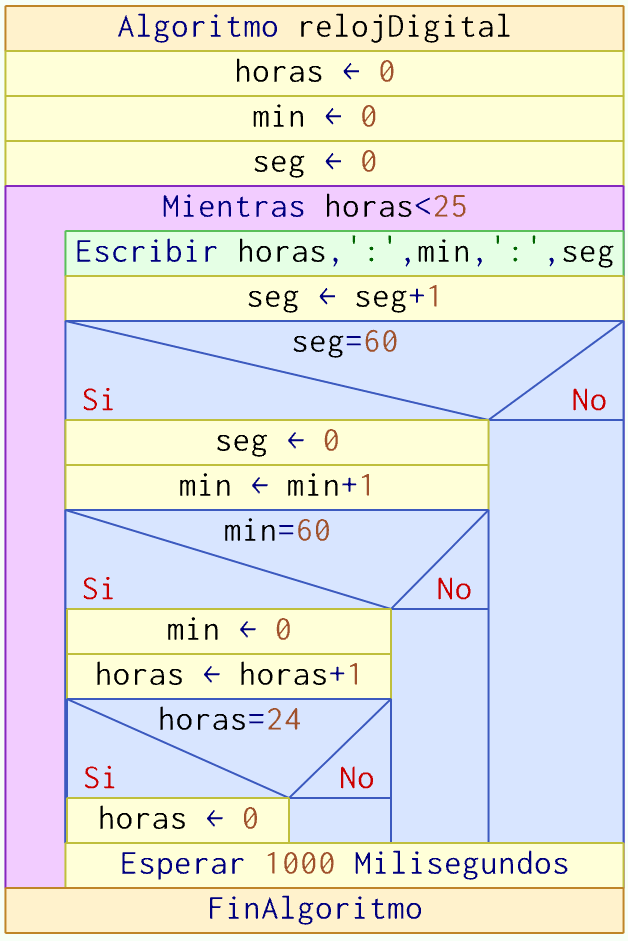 Algoritmo relojDigital
horas ← 0
min ← 0
seg ← 0
Mientras horas<25
Escribir horas,':',min,':',seg
seg ← seg+1
seg=60
Si No
seg ← 0
min ← min+1
min=60
Si No
min ← 0
horas ← horas+1
horas=24
Si No
horas ← 0
Esperar 1000 Milisegundos
FinAlgoritmo